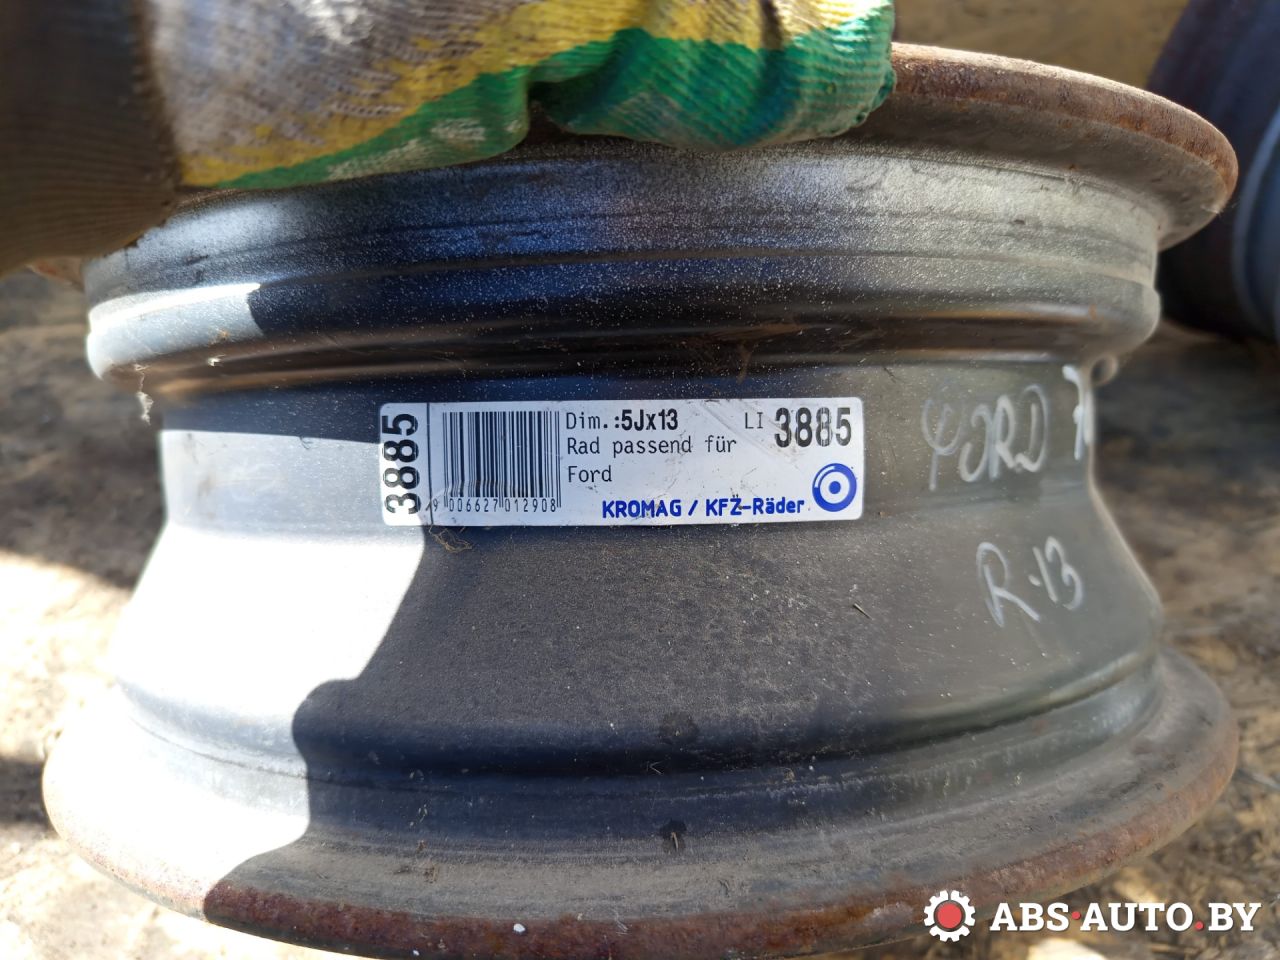 3885
Dim.:5Jx13 LI 3885
Rad passend für
Ford
9 006627 012908
KROMAG / KFZ-Räder
FORD
R-13
ABS-AUTO.BY